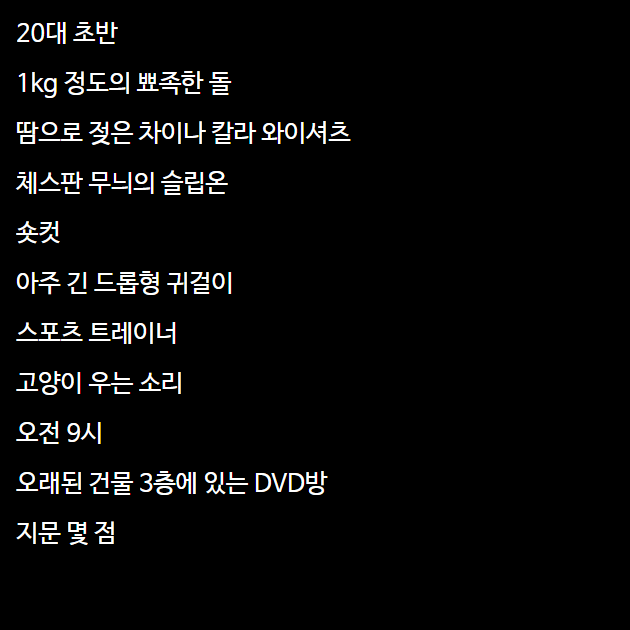 20대 초반
1kg 정도의 뾰족한 돌
땀으로 젖은 차이나 칼라 와이셔츠
체스판 무늬의 슬립온
숏컷
아주 긴 드롭형 귀걸이
스포츠 트레이너
고양이 우는 소리
오전 9시
오래된 건물 3층에 있는 DVD방
지문 몇 점